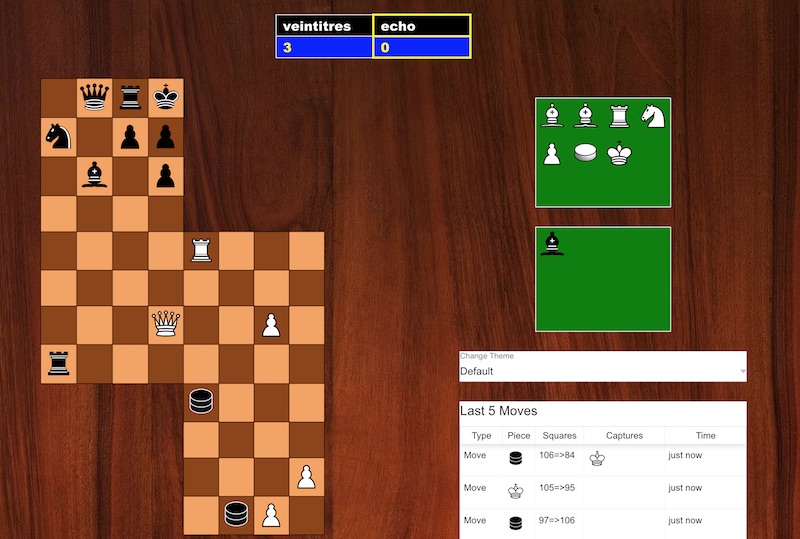 veintitres echo
3 0
Change Theme
Default
Last 5 Moves
Type Piece Squares Captures Time
Move 106=>84 just now
Move 105=>95 just now
Move 97=>106 just now